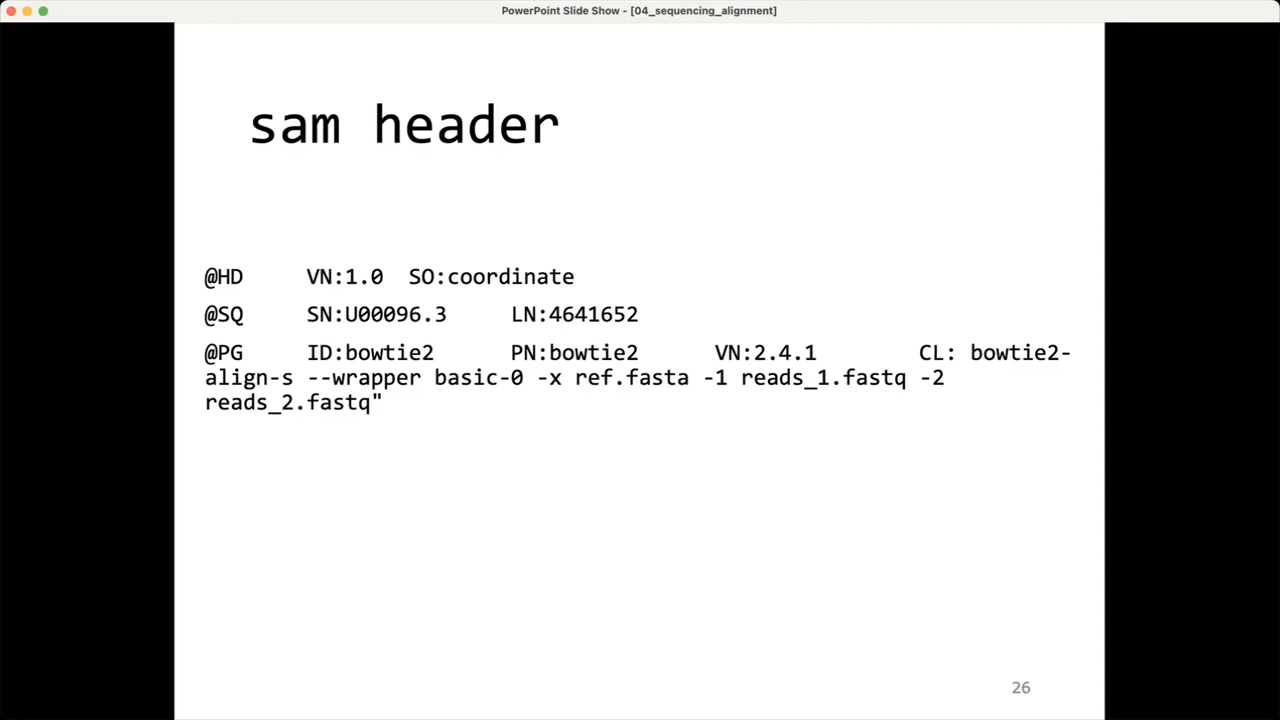 PowerPoint Slide Show - [04_sequencing_alignment]
sam header
@HD VN:1.0 SO:coordinate
@SQ SN:U00096.3 LN:4641652
@PG ID:bowtie2 PN:bowtie2 VN:2.4.1 CL: bowtie2-
align-s --wrapper basic-0 -x ref.fasta -1 reads_1.fastq -2
reads_2.fastq"
26